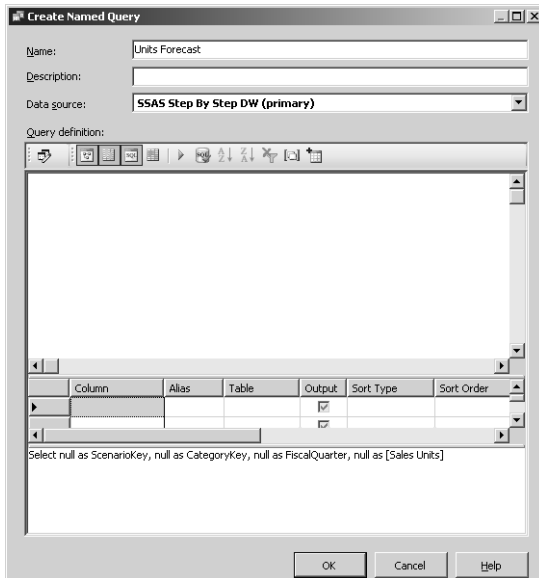 Create Named Query
Name: Units Forecast
Description:
Data source: SSAS Step By Step DW (primary)
Query definition:
Column Alias Table Output Sort Type Sort Order
Select null as ScenarioKey, null as CategoryKey, null as FiscalQuarter, null as [Sales Units]
OK Cancel Help